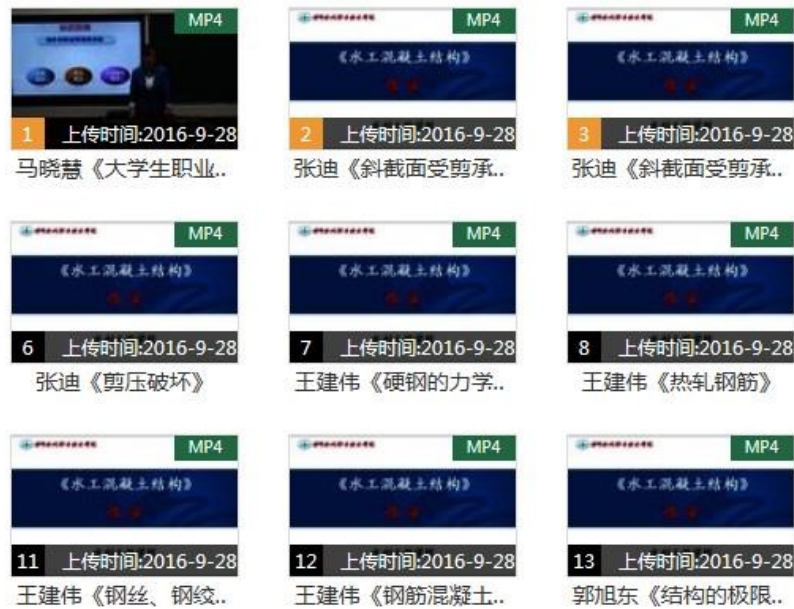 MP4
1 上传时间:2016-9-28
马晓慧《大学生职业..
MP4
《水工混凝土结构》
2 上传时间:2016-9-28
张迪《斜截面受剪承..
MP4
《水工混凝土结构》
3 上传时间:2016-9-28
张迪《斜截面受剪承..
MP4
《水工混凝土结构》
6 上传时间:2016-9-28
张迪《剪压破坏》
MP4
《水工混凝土结构》
7 上传时间:2016-9-28
王建伟《硬钢的力学..
MP4
《水工混凝土结构》
8 上传时间:2016-9-28
王建伟《热轧钢筋》
MP4
《水工混凝土结构》
11 上传时间:2016-9-28
王建伟《钢丝、钢绞..
MP4
《水工混凝土结构》
12 上传时间:2016-9-28
王建伟《钢筋混凝土..
MP4
《水工混凝土结构》
13 上传时间:2016-9-28
郭旭东《结构的极限..